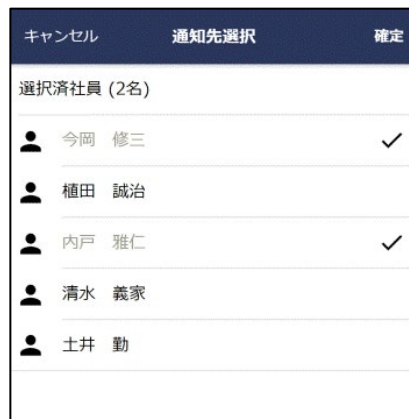 キャンセル 通知先選択 確定
選択済社員 (2名)
今岡　修三
植田　誠治
内戸　雅仁
清水　義家
土井　勤